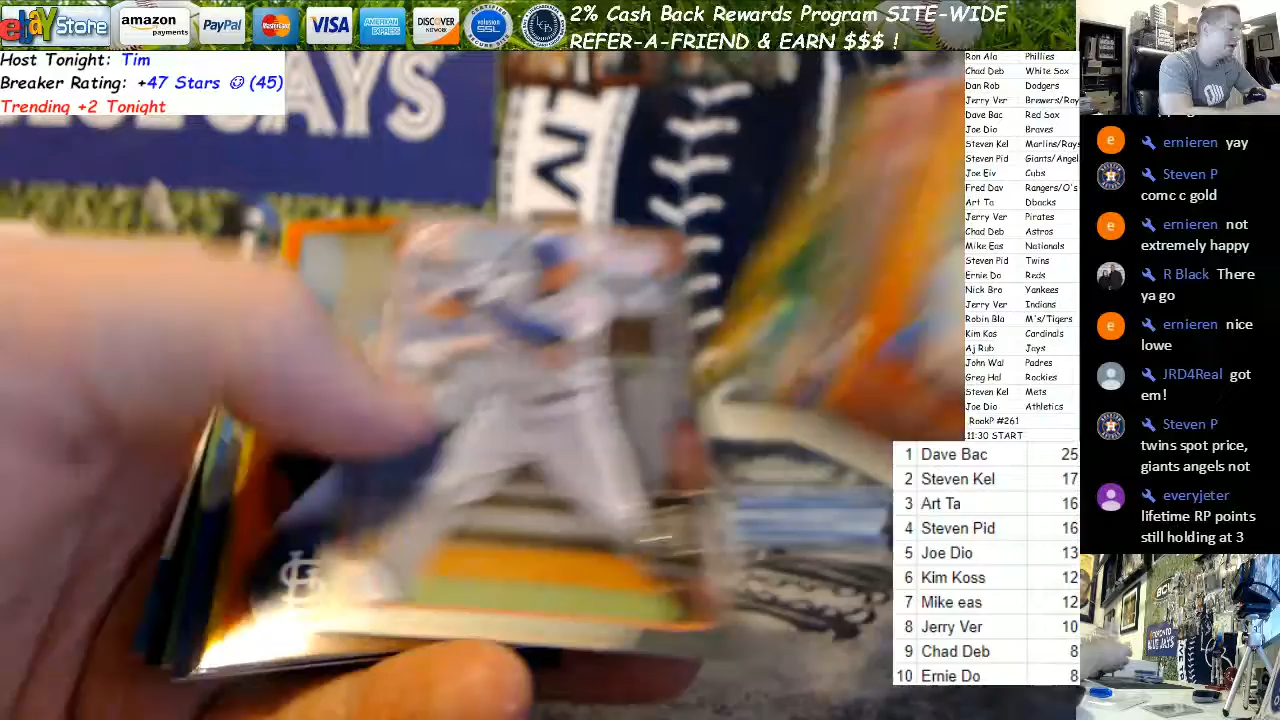 ebay Store
amazon
payments
PayPal
MasterCard
VISA
AMERICAN
EXPRESS
DISCOVER
NETWORK
volusion
SSL
2% Cash Back Rewards Program SITE-WIDE
REFER-A-FRIEND & EARN $$$ !
Host Tonight: Tim
Breaker Rating: +47 Stars ☺ (45)
Trending +2 Tonight
JAYS
Ron Ala Phillies
Chad Deb White Sox
Dan Rob Dodgers
Jerry Ver Brewers/Roy
Dave Bac Red Sox
Joe Dio Braves
Steven Kel Marlins/Rays
Steven Pid Giants/Angel
Joe Eiv Cubs
Fred Dav Rangers/O's
Art Ta Dbacks
Jerry Ver Pirates
Chad Deb Astros
Mike Eas Nationals
Steven Pid Twins
Ernie Do Reds
Nick Bro Yankees
Jerry Ver Indians
Robin Bla M's/Tigers
Kim Kos Cardinals
Aj Rub Jays
John Wal Padres
Greg Hal Rockies
Steven Kel Mets
Joe Dio Athletics
RookP #261
11:30 START
1 Dave Bac 25
2 Steven Kel 17
3 Art Ta 16
4 Steven Pid 16
5 Joe Dio 13
6 Kim Koss 12
7 Mike eas 12
8 Jerry Ver 10
9 Chad Deb 8
10 Ernie Do 8
e ernieren yay
Steven P
comc c gold
e ernieren not
extremely happy
R Black There
ya go
e ernieren nice
lowe
JRD4Real got
em!
Steven P
twins spot price,
giants angels not
e everyjeter
lifetime RP points
still holding at 3